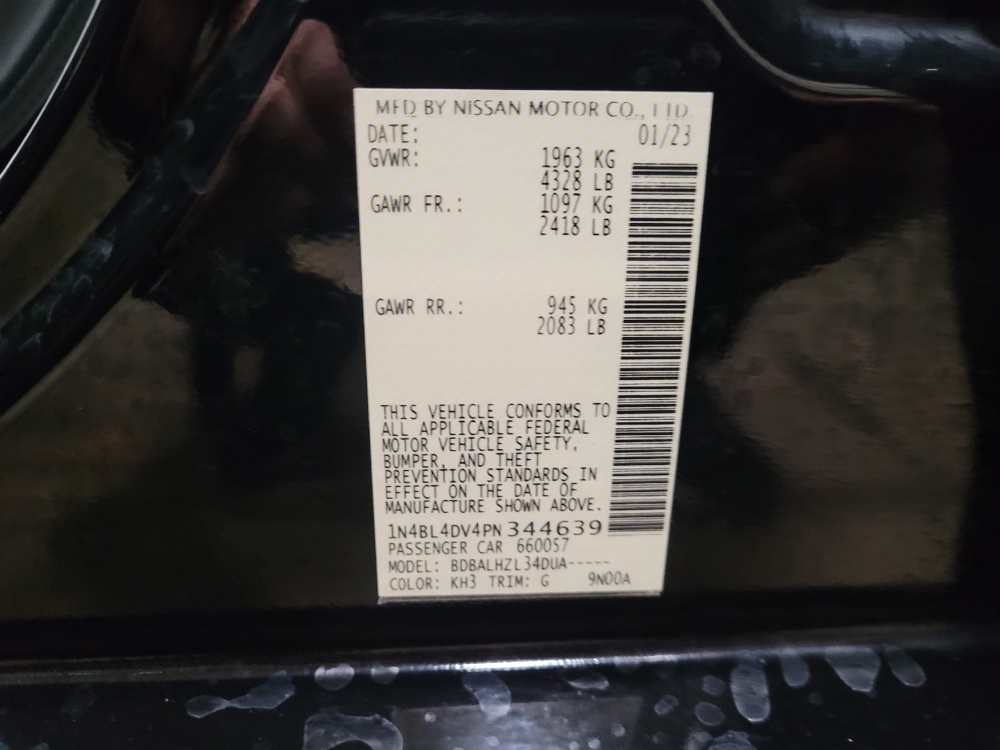 MFD BY NISSAN MOTOR CO., LTD.
DATE: 01/23
GVWR: 1963 KG
4328 LB
GAWR FR.: 1097 KG
2418 LB
GAWR RR.: 945 KG
2083 LB
THIS VEHICLE CONFORMS TO
ALL APPLICABLE FEDERAL
MOTOR VEHICLE SAFETY,
BUMPER, AND THEFT
PREVENTION STANDARDS IN
EFFECT ON THE DATE OF
MANUFACTURE SHOWN ABOVE.
1N4BL4DV4PN344639
PASSENGER CAR 660057
MODEL: BDBALHZL34DUA-----
COLOR: KH3 TRIM: G 9N00A